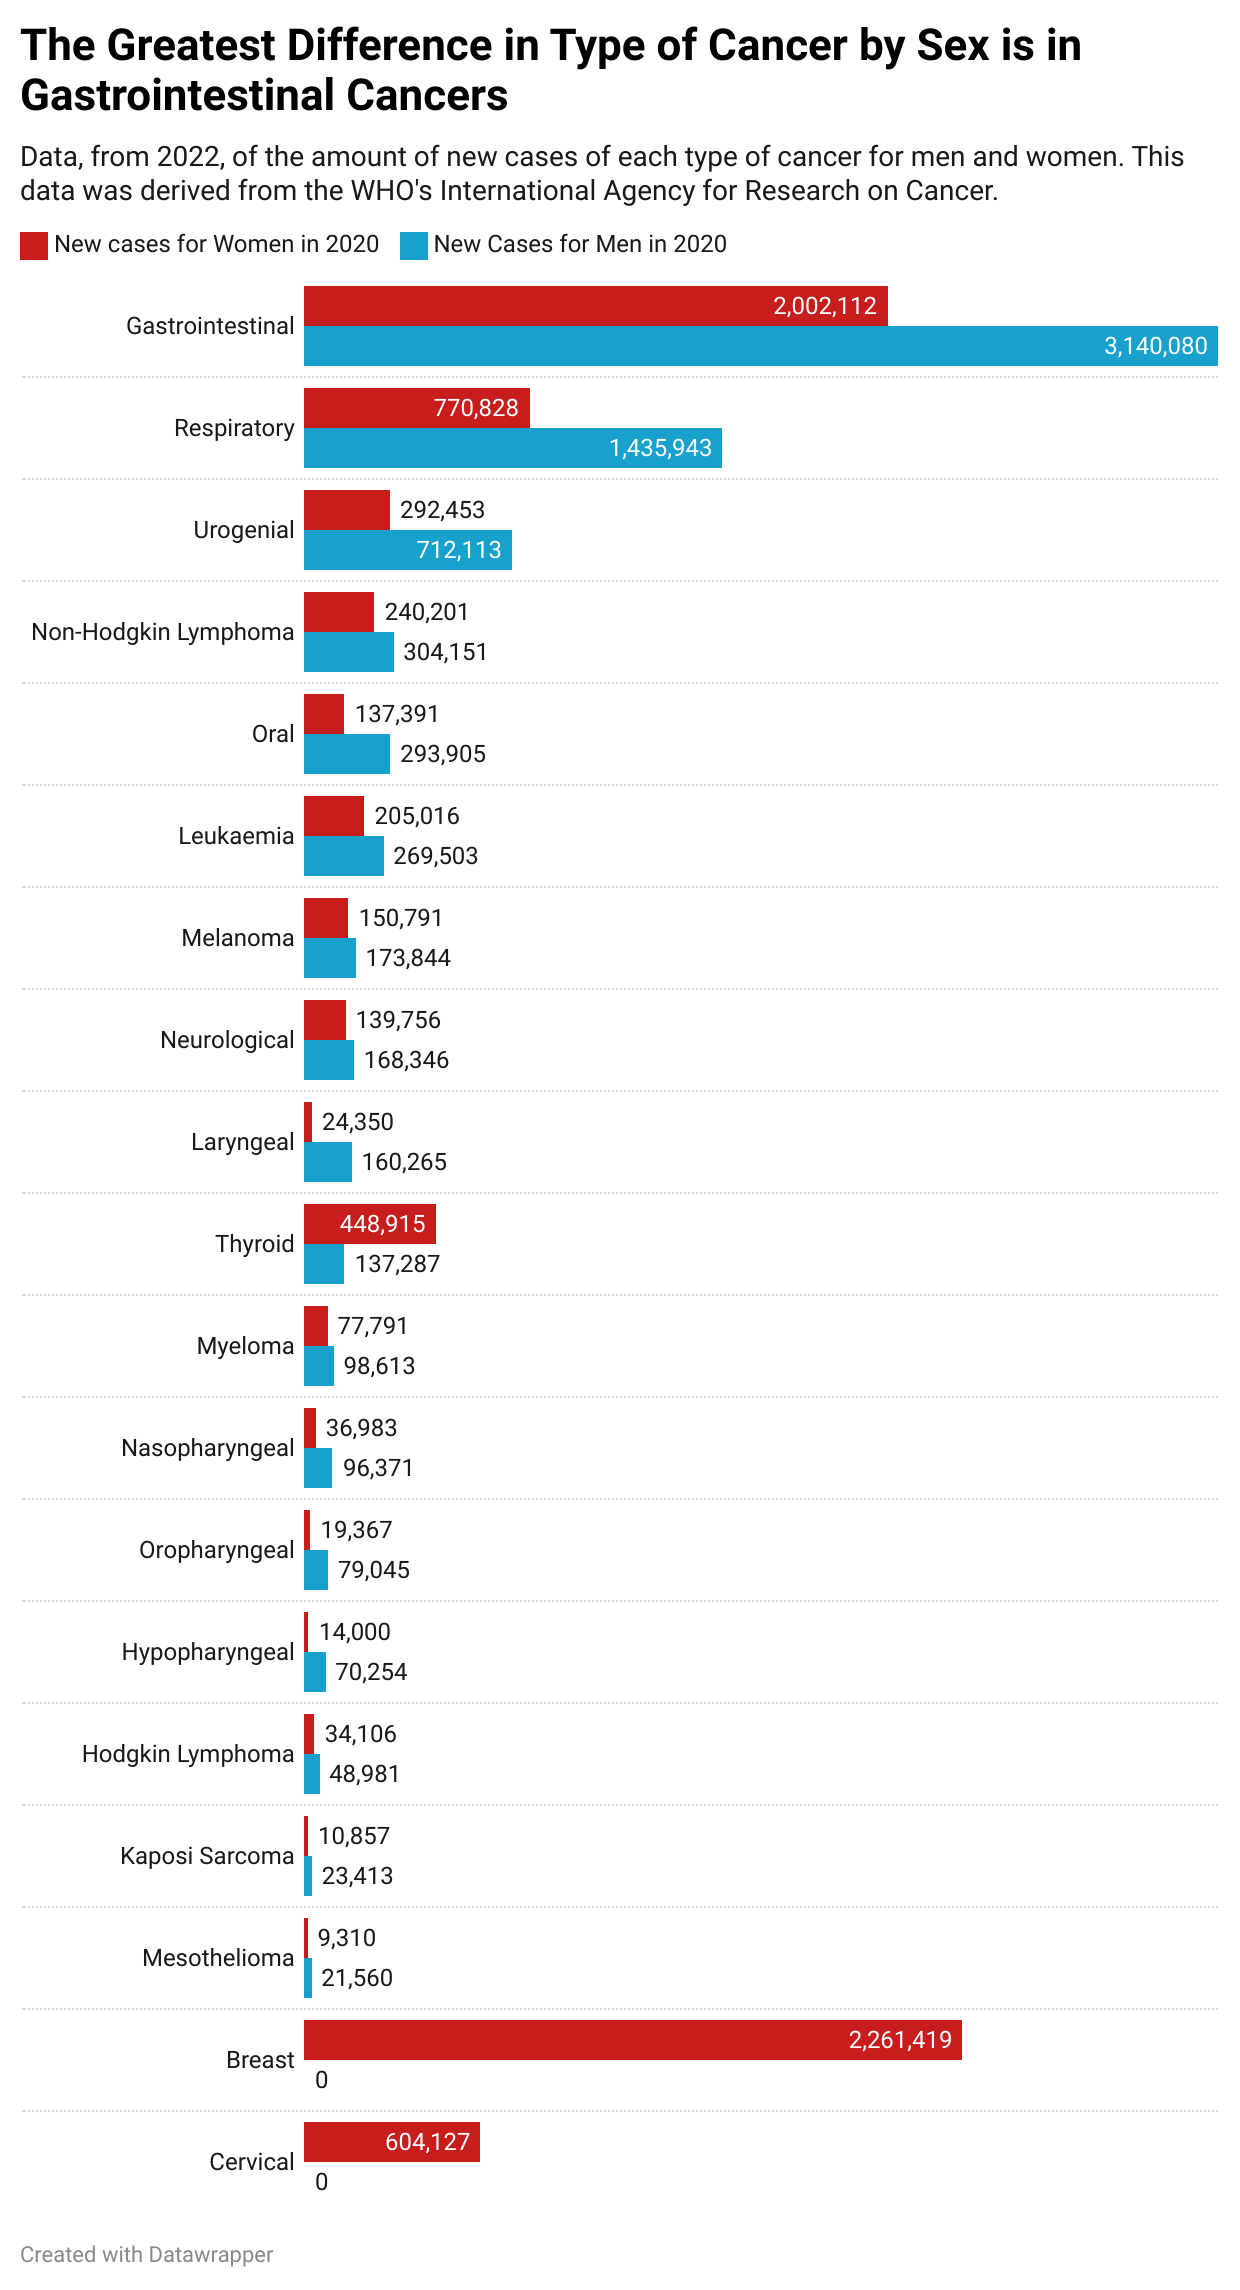 The Greatest Difference in Type of Cancer by Sex is in
Gastrointestinal Cancers
Data, from 2022, of the amount of new cases of each type of cancer for men and women. This
data was derived from the WHO's International Agency for Research on Cancer.
New cases for Women in 2020 New Cases for Men in 2020
Gastrointestinal
2,002,112
3,140,080
Respiratory
770,828
1,435,943
Urogenial
292,453
712,113
Non-Hodgkin Lymphoma
240,201
304,151
Oral
137,391
293,905
Leukaemia
205,016
269,503
Melanoma
150,791
173,844
Neurological
139,756
168,346
Laryngeal
24,350
160,265
Thyroid
448,915
137,287
Myeloma
77,791
98,613
Nasopharyngeal
36,983
96,371
Oropharyngeal
19,367
79,045
Hypopharyngeal
14,000
70,254
Hodgkin Lymphoma
34,106
48,981
Kaposi Sarcoma
10,857
23,413
Mesothelioma
9,310
21,560
Breast
2,261,419
0
Cervical
604,127
0
Created with Datawrapper